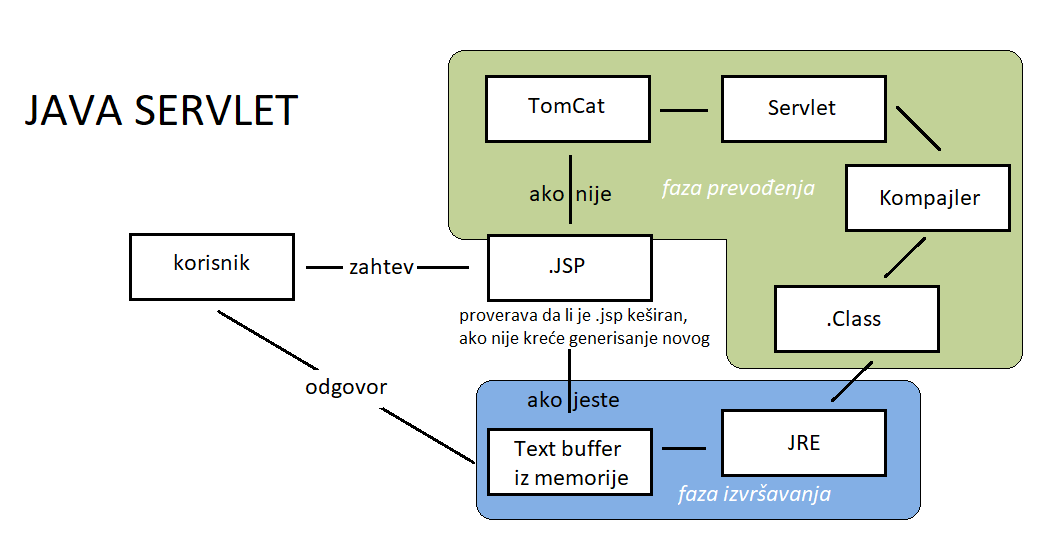 JAVA SERVLET
TomCat
Servlet
ako nije
faza prevođenja
Kompajler
korisnik
zahtev
.JSP
proverava da li je .jsp keširan,
ako nije kreće generisanje novog
.Class
odgovor
ako jeste
Text buffer
iz memorije
JRE
faza izvršavanja